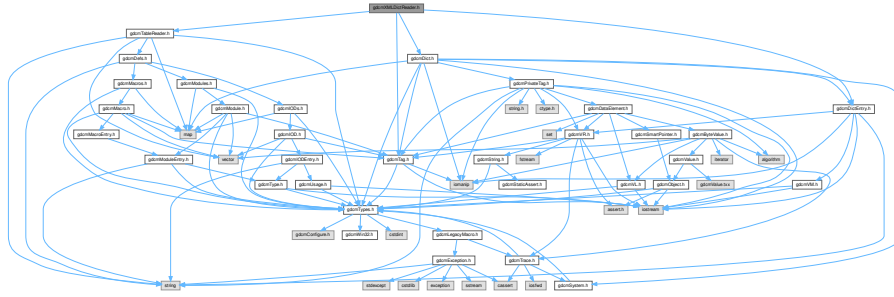 gdcmXMLDictReader.h
gdcmTableReader.h
gdcmDefs.h
gdcmDict.h
gdcmMacros.h
gdcmModules.h
gdcmPrivateTag.h
gdcmMacro.h
gdcmModule.h
gdcmIODs.h
string.h
ctype.h
gdcmDataElement.h
gdcmDictEntry.h
gdcmMacroEntry.h
map
gdcmIOD.h
set
gdcmVR.h
gdcmSmartPointer.h
gdcmByteValue.h
gdcmModuleEntry.h
vector
gdcmIODEntry.h
gdcmTag.h
gdcmString.h
fstream
gdcmValue.h
iterator
algorithm
gdcmType.h
gdcmUsage.h
iomanip
gdcmStaticAssert.h
gdcmVL.h
gdcmObject.h
gdcmValue.txx
gdcmVM.h
gdcmTypes.h
assert.h
iostream
gdcmConfigure.h
gdcmWin32.h
cstdint
gdcmLegacyMacro.h
gdcmException.h
gdcmTrace.h
string
stdexcept
cstdlib
exception
sstream
cassert
iosfwd
gdcmSystem.h